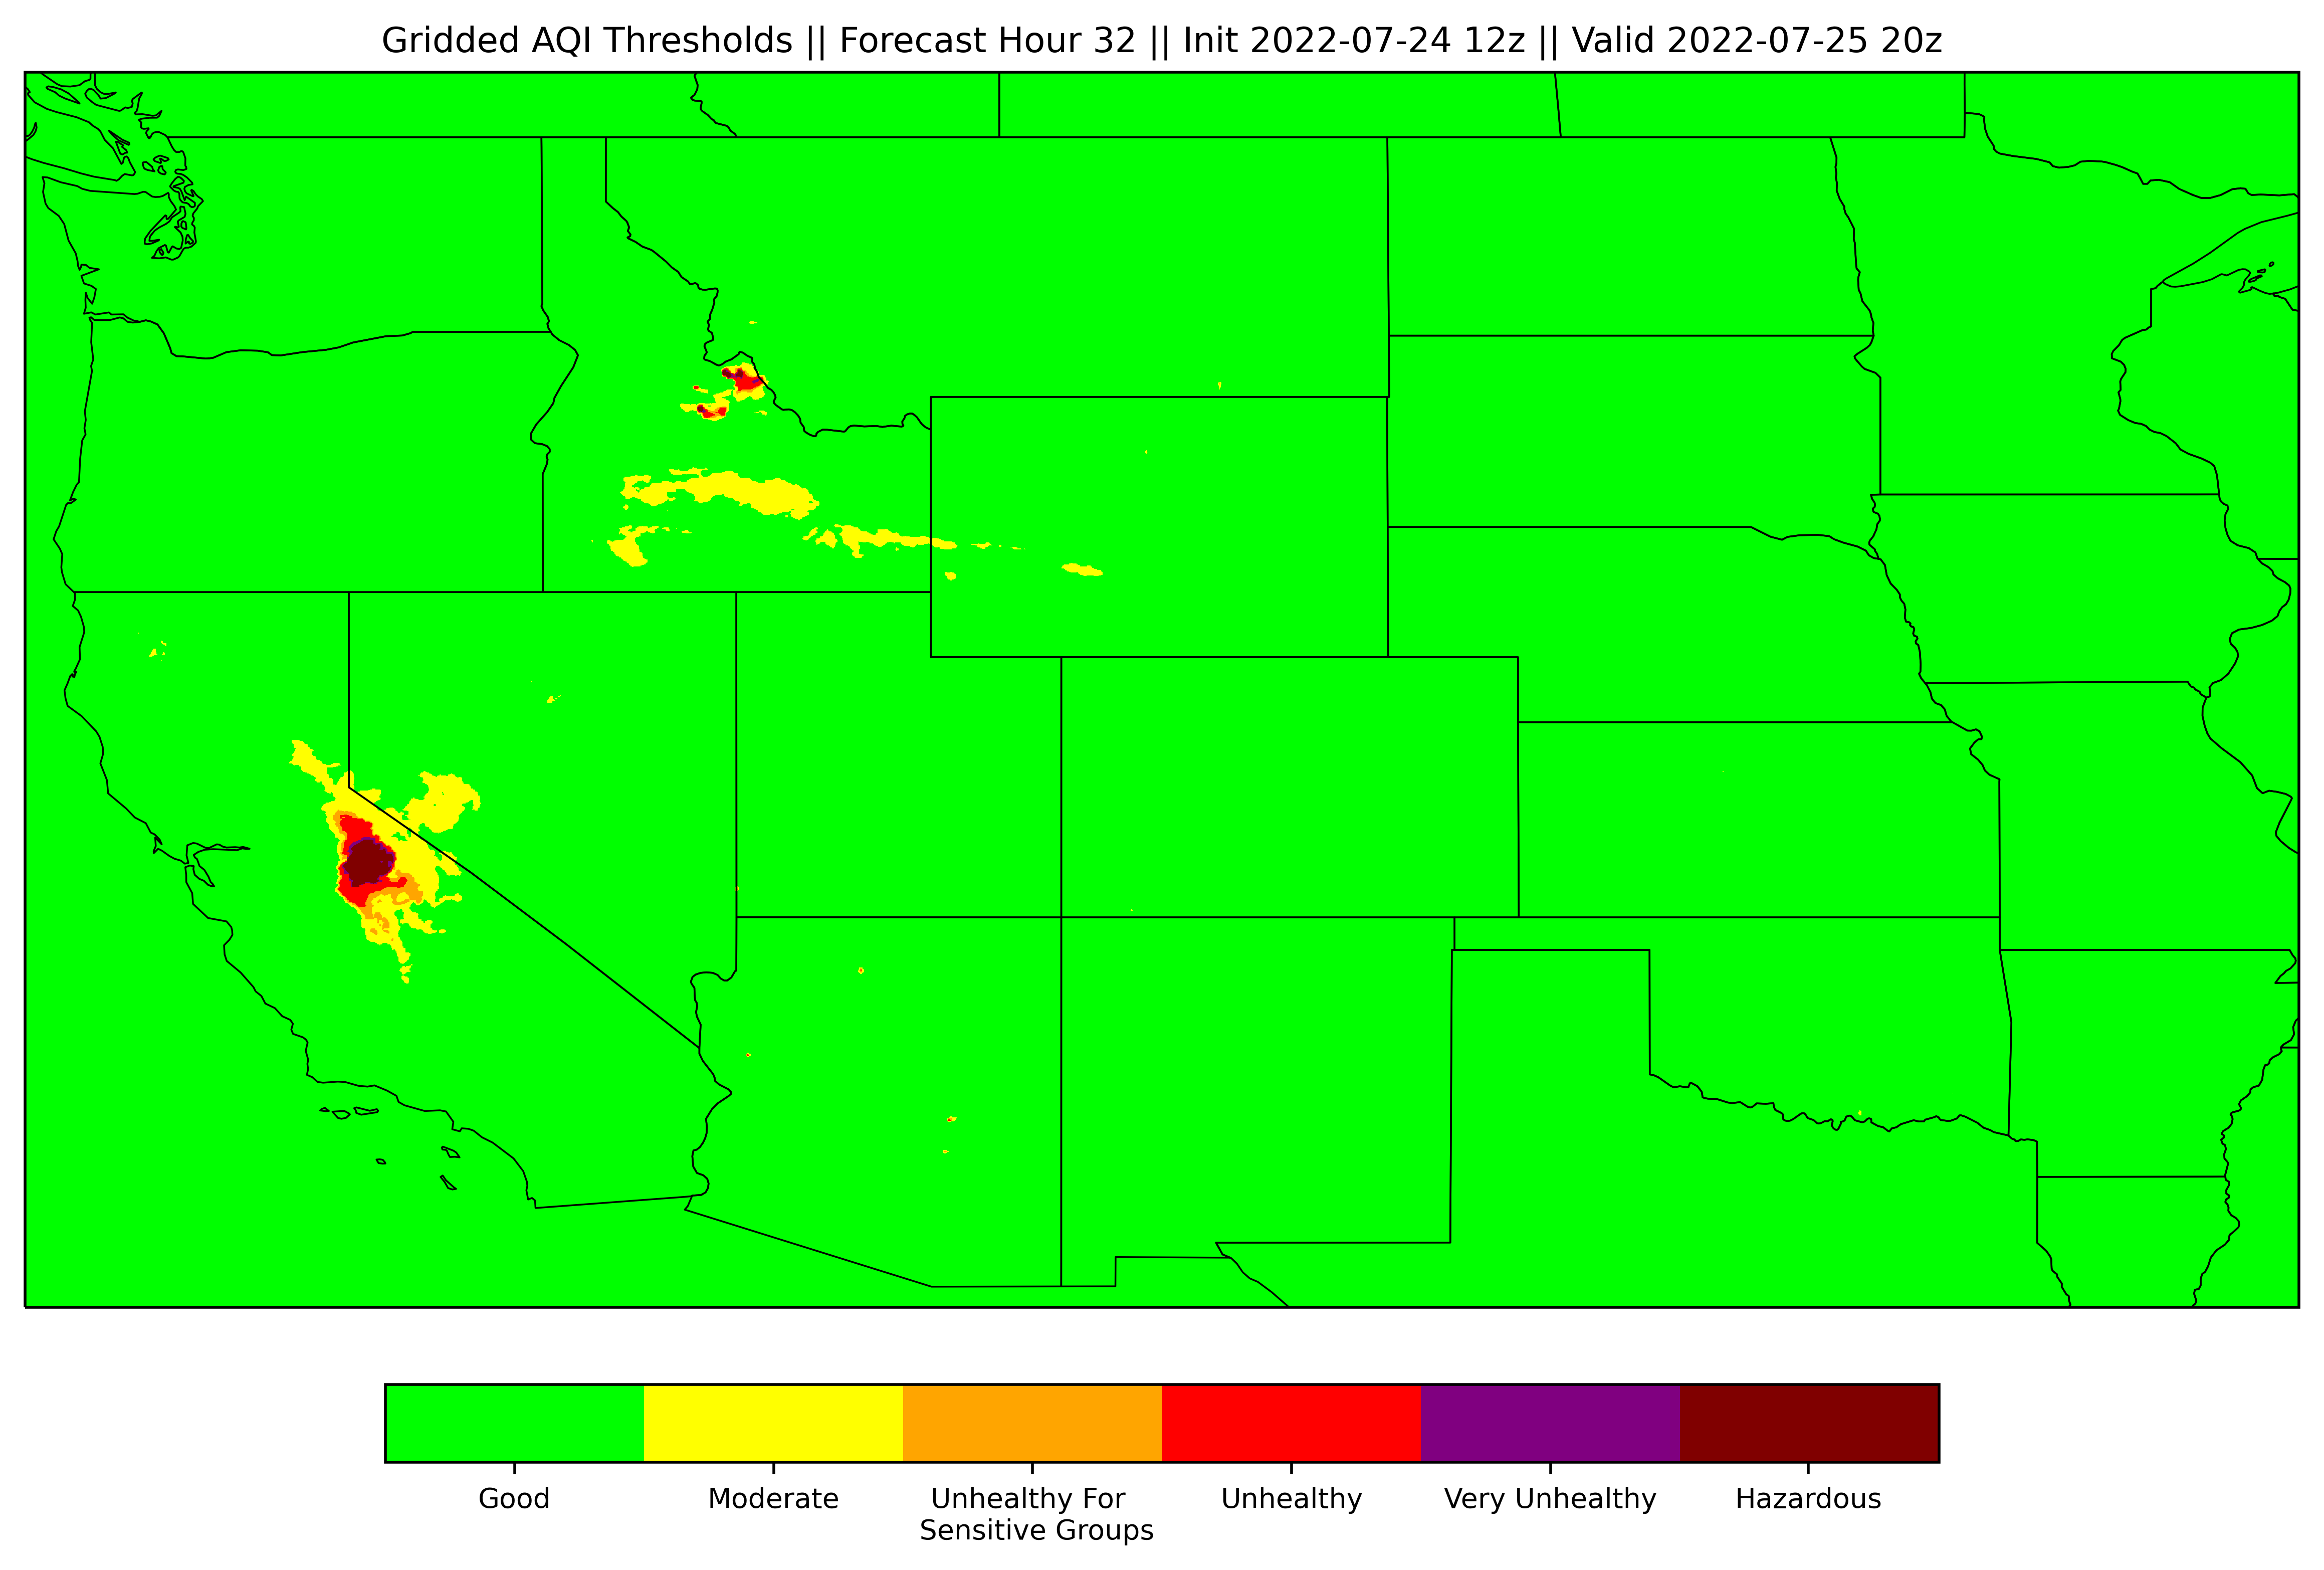 Gridded AQI Thresholds || Forecast Hour 32 || Init 2022-07-24 12z || Valid 2022-07-25 20z
Good
Moderate
Unhealthy For
Sensitive Groups
Unhealthy
Very Unhealthy
Hazardous